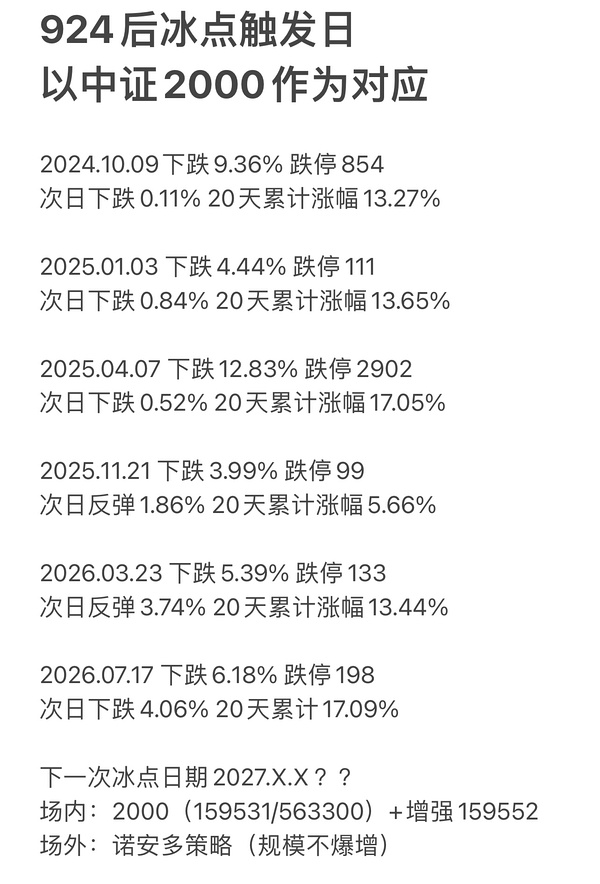 924后冰点触发日
以中证2000作为对应
2024.10.09下跌9.36% 跌停854
次日下跌0.11% 20天累计涨幅13.27%
2025.01.03 下跌4.44% 跌停111
次日下跌0.84% 20天累计涨幅13.65%
2025.04.07 下跌12.83% 跌停2902
次日下跌0.52% 20天累计涨幅17.05%
2025.11.21 下跌3.99% 跌停99
次日反弹1.86% 20天累计涨幅5.66%
2026.03.23 下跌5.39% 跌停133
次日反弹3.74% 20天累计涨幅13.44%
2026.07.17 下跌6.18% 跌停198
次日下跌4.06% 20天累计17.09%
下一次冰点日期2027.X.X？？
场内：2000（159531/563300）+增强159552
场外：诺安多策略（规模不爆增）